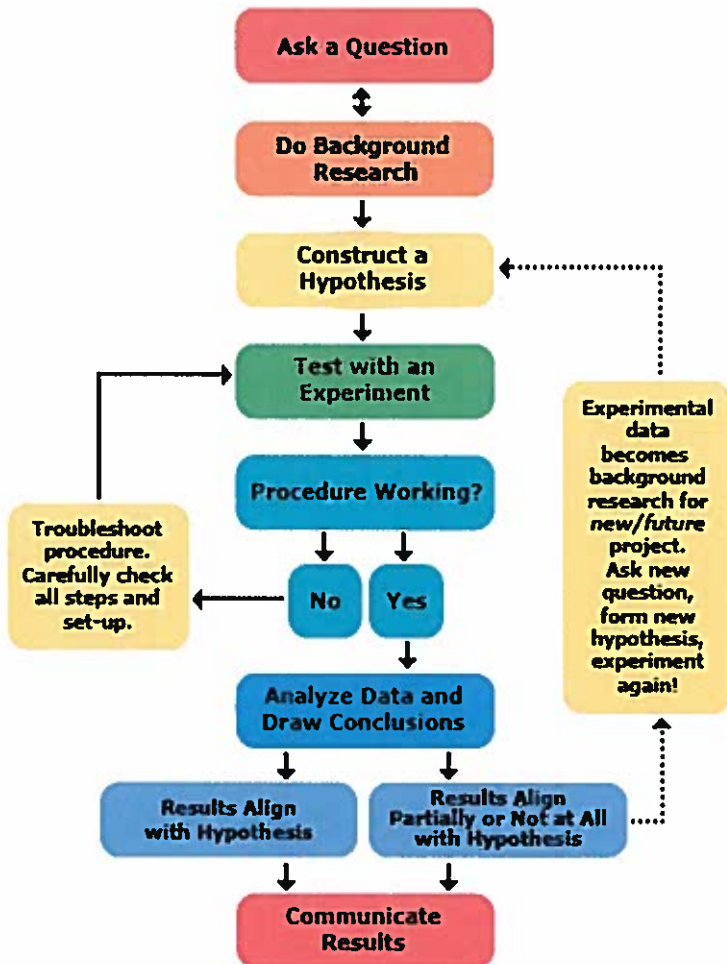 Ask a Question
Do Background
Research
Construct a
Hypothesis
Test with an
Experiment
Procedure Working?
No
Yes
Troubleshoot
procedure.
Carefully check
all steps and
set-up.
Analyze Data and
Draw Conclusions
Results Align
with Hypothesis
Results Align
Partially or Not at All
with Hypothesis
Experimental
data
becomes
background
research for
new/future
project.
Ask new
question,
form new
hypothesis,
experiment
again!
Communicate
Results